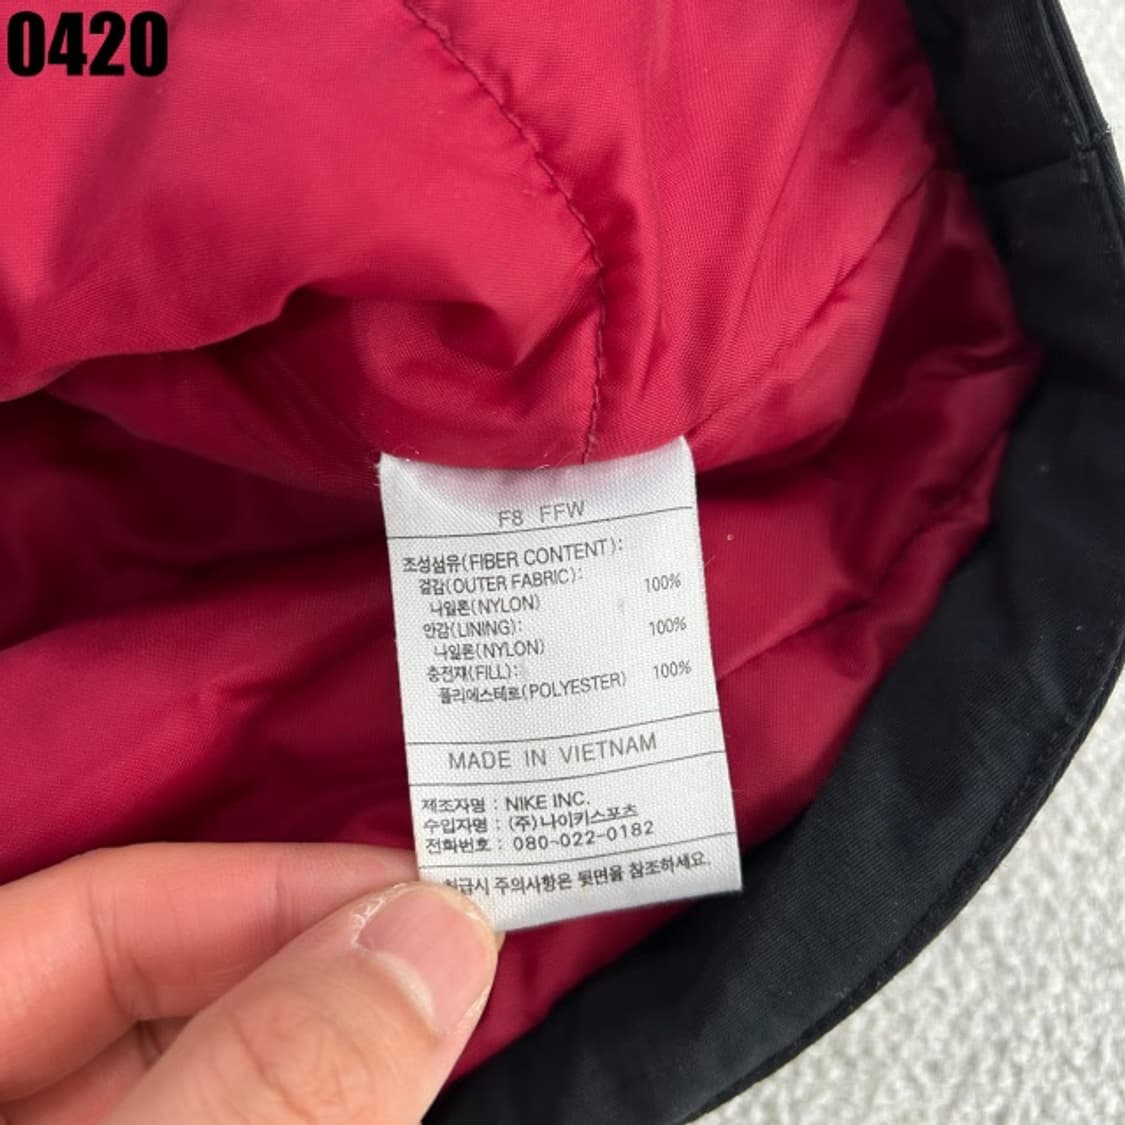 0420
F8 FFW
조성섬유(FIBER CONTENT):
겉감(OUTER FABRIC):
나일론(NYLON) 100%
안감(LINING):
나일론(NYLON) 100%
충전재(FILL):
폴리에스테르(POLYESTER) 100%
MADE IN VIETNAM
제조자명 : NIKE INC.
수입자명 : (주)나이키스포츠
전화번호 : 080-022-0182
취급시 주의사항은 뒷면을 참조하세요.